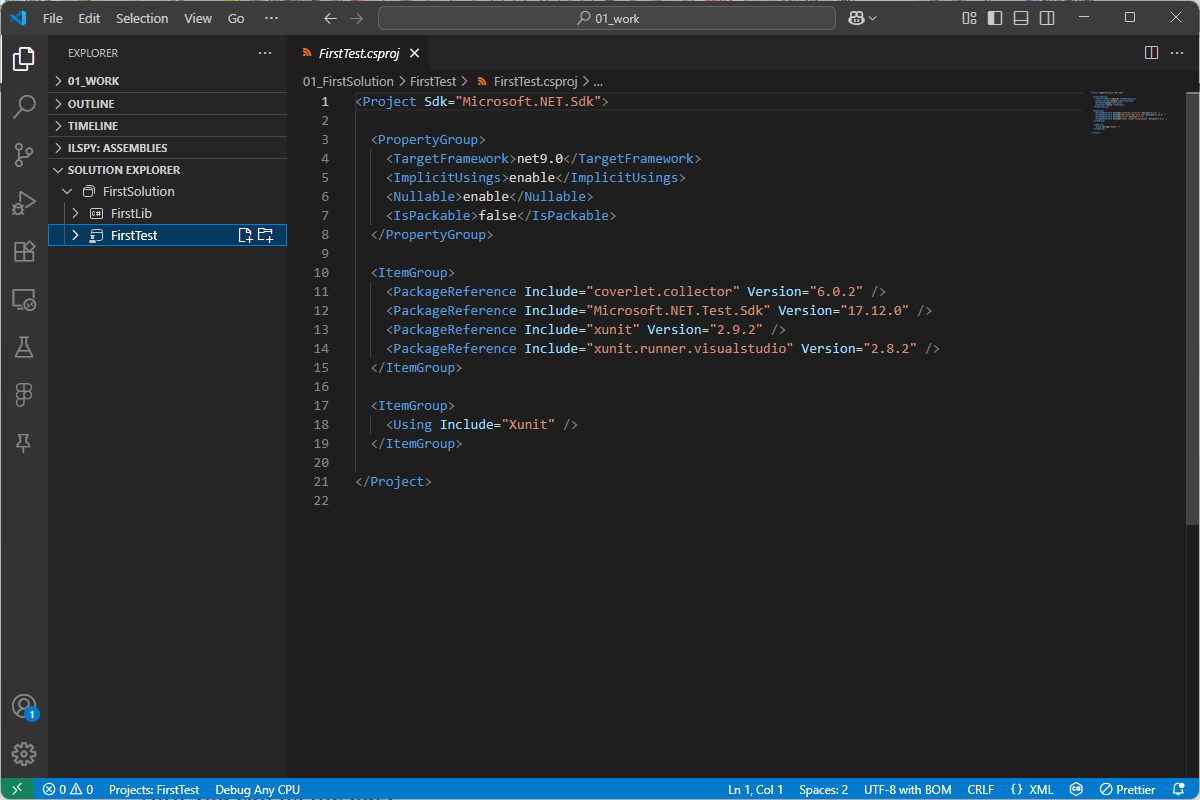 File Edit Selection View Go ··· 01_work
EXPLORER ···
01_WORK
OUTLINE
TIMELINE
ILSPY: ASSEMBLIES
SOLUTION EXPLORER
FirstSolution
C# FirstLib
FirstTest
FirstTest.csproj
01_FirstSolution > FirstTest > FirstTest.csproj > ...
1 <Project Sdk="Microsoft.NET.Sdk">
2
3 <PropertyGroup>
4 <TargetFramework>net9.0</TargetFramework>
5 <ImplicitUsings>enable</ImplicitUsings>
6 <Nullable>enable</Nullable>
7 <IsPackable>false</IsPackable>
8 </PropertyGroup>
9
10 <ItemGroup>
11 <PackageReference Include="coverlet.collector" Version="6.0.2" />
12 <PackageReference Include="Microsoft.NET.Test.Sdk" Version="17.12.0" />
13 <PackageReference Include="xunit" Version="2.9.2" />
14 <PackageReference Include="xunit.runner.visualstudio" Version="2.8.2" />
15 </ItemGroup>
16
17 <ItemGroup>
18 <Using Include="Xunit" />
19 </ItemGroup>
20
21 </Project>
22
1
0 0 Projects: FirstTest Debug Any CPU Ln 1, Col 1 Spaces: 2 UTF-8 with BOM CRLF {} XML Prettier